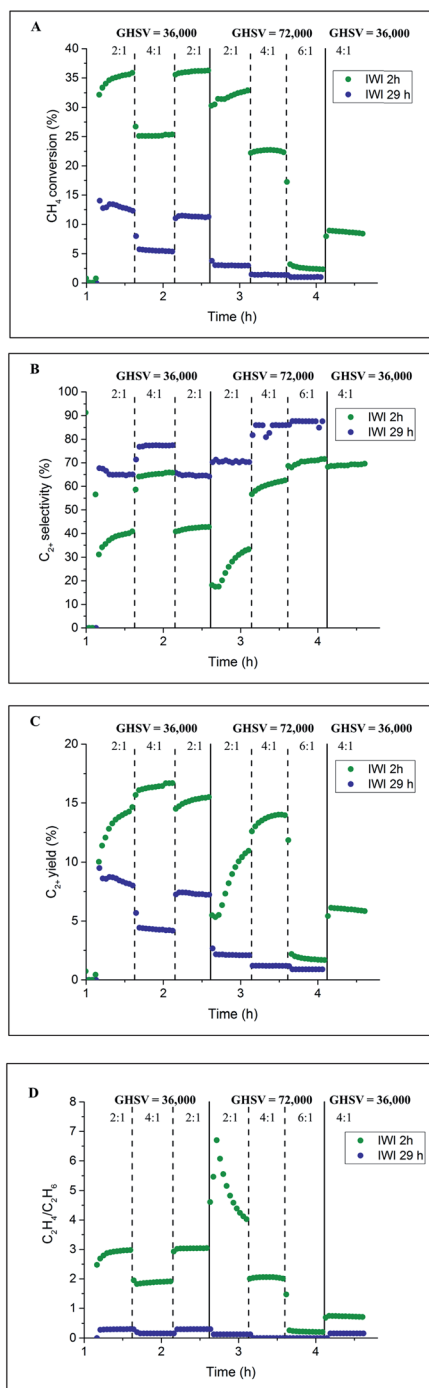 A
GHSV = 36,000 GHSV = 72,000 GHSV = 36,000
2:1 4:1 2:1 2:1 4:1 6:1 4:1
IWI 2h
IWI 29 h
40
35
30
25
20
15
10
5
0
CH4 conversion (%)
1 2 3 4
Time (h)
B
GHSV = 36,000 GHSV = 72,000 GHSV = 36,000
2:1 4:1 2:1 2:1 4:1 6:1 4:1
IWI 2h
IWI 29 h
100
90
80
70
60
50
40
30
20
10
0
C2+ selectivity (%)
1 2 3 4
Time (h)
C
GHSV = 36,000 GHSV = 72,000 GHSV = 36,000
2:1 4:1 2:1 2:1 4:1 6:1 4:1
IWI 2h
IWI 29 h
20
15
10
5
0
C2+ yield (%)
1 2 3 4
Time (h)
D
GHSV = 36,000 GHSV = 72,000 GHSV = 36,000
2:1 4:1 2:1 2:1 4:1 6:1 4:1
IWI 2h
IWI 29 h
8
7
6
5
4
3
2
1
0
C2H4/C2H6
1 2 3 4
Time (h)